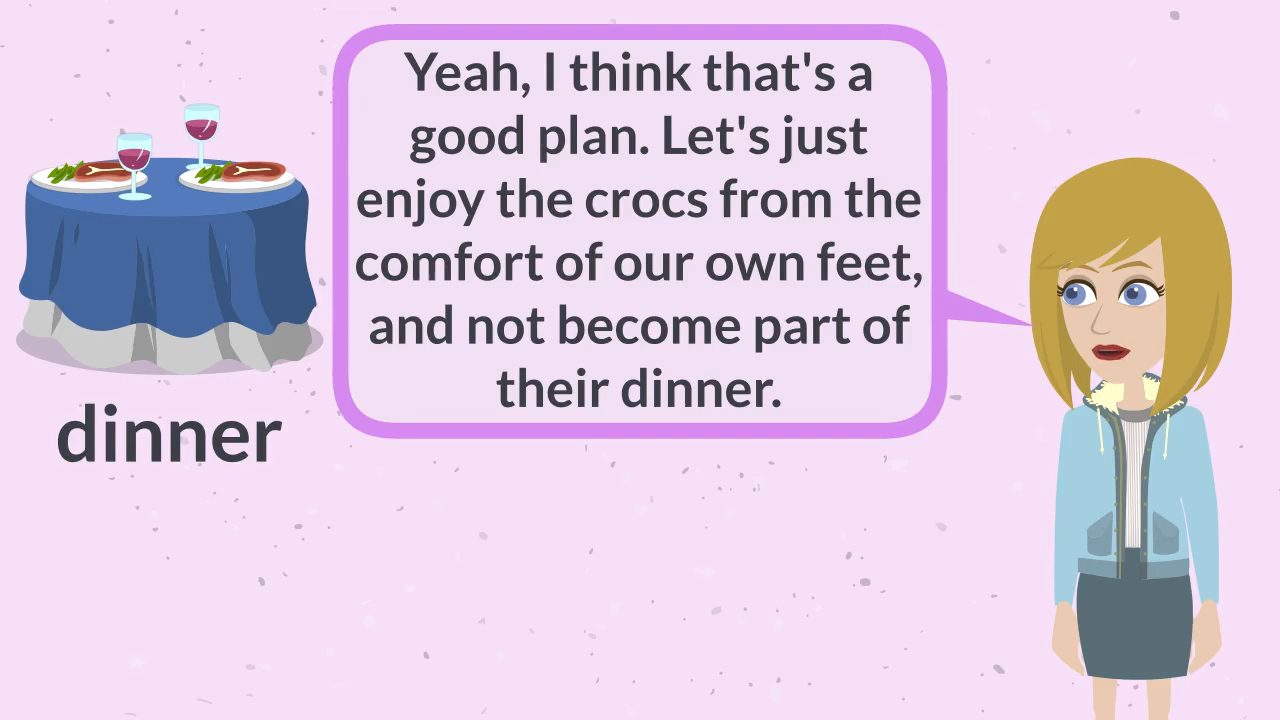 Yeah, I think that's a
good plan. Let's just
enjoy the crocs from the
comfort of our own feet,
and not become part of
their dinner.
dinner